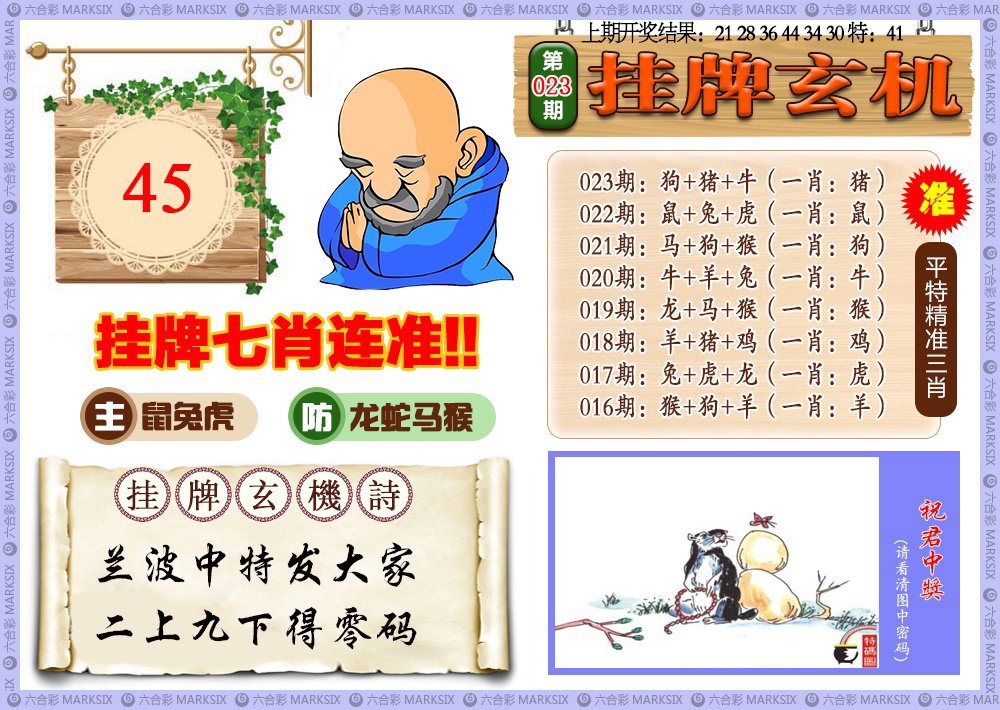 上期开奖结果：21 28 36 44 34 30 特：41
第
023
期
挂牌玄机
45
挂牌七肖连准!!
主 鼠兔虎
防 龙蛇马猴
挂牌玄機詩
兰波中特发大家
二上九下得零码
023期：狗+猪+牛（一肖：猪）
022期：鼠+兔+虎（一肖：鼠）
021期：马+狗+猴（一肖：狗）
020期：牛+羊+兔（一肖：牛）
019期：龙+马+猴（一肖：猴）
018期：羊+猪+鸡（一肖：鸡）
017期：兔+虎+龙（一肖：虎）
016期：猴+狗+羊（一肖：羊）
准
平特精准三肖
祝君中獎
(请看清图中密码)
特碼圖
六合彩 MARKSIX